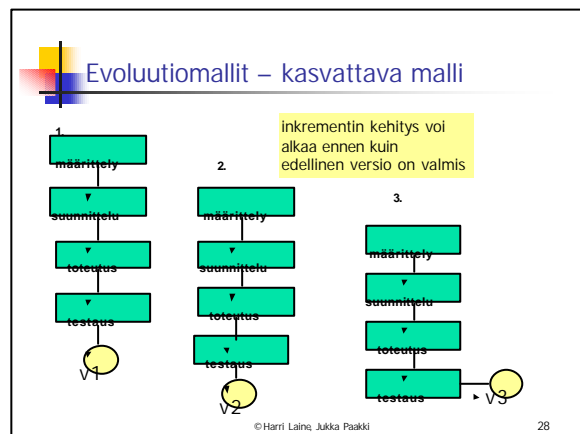 Evoluutiomallit – kasvattava malli
inkrementin kehitys voi
alkaa ennen kuin
edellinen versio on valmis
1.
määrittely
suunnittelu
toteutus
testaus
v1
2.
määrittely
suunnittelu
toteutus
testaus
v2
3.
määrittely
suunnittelu
toteutus
testaus
v3
© Harri Laine, Jukka Paakki
28